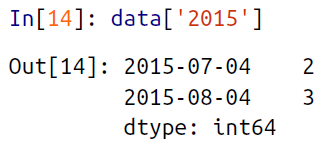 In[14]: data['2015']
Out[14]: 2015-07-04    2
2015-08-04    3
dtype: int64